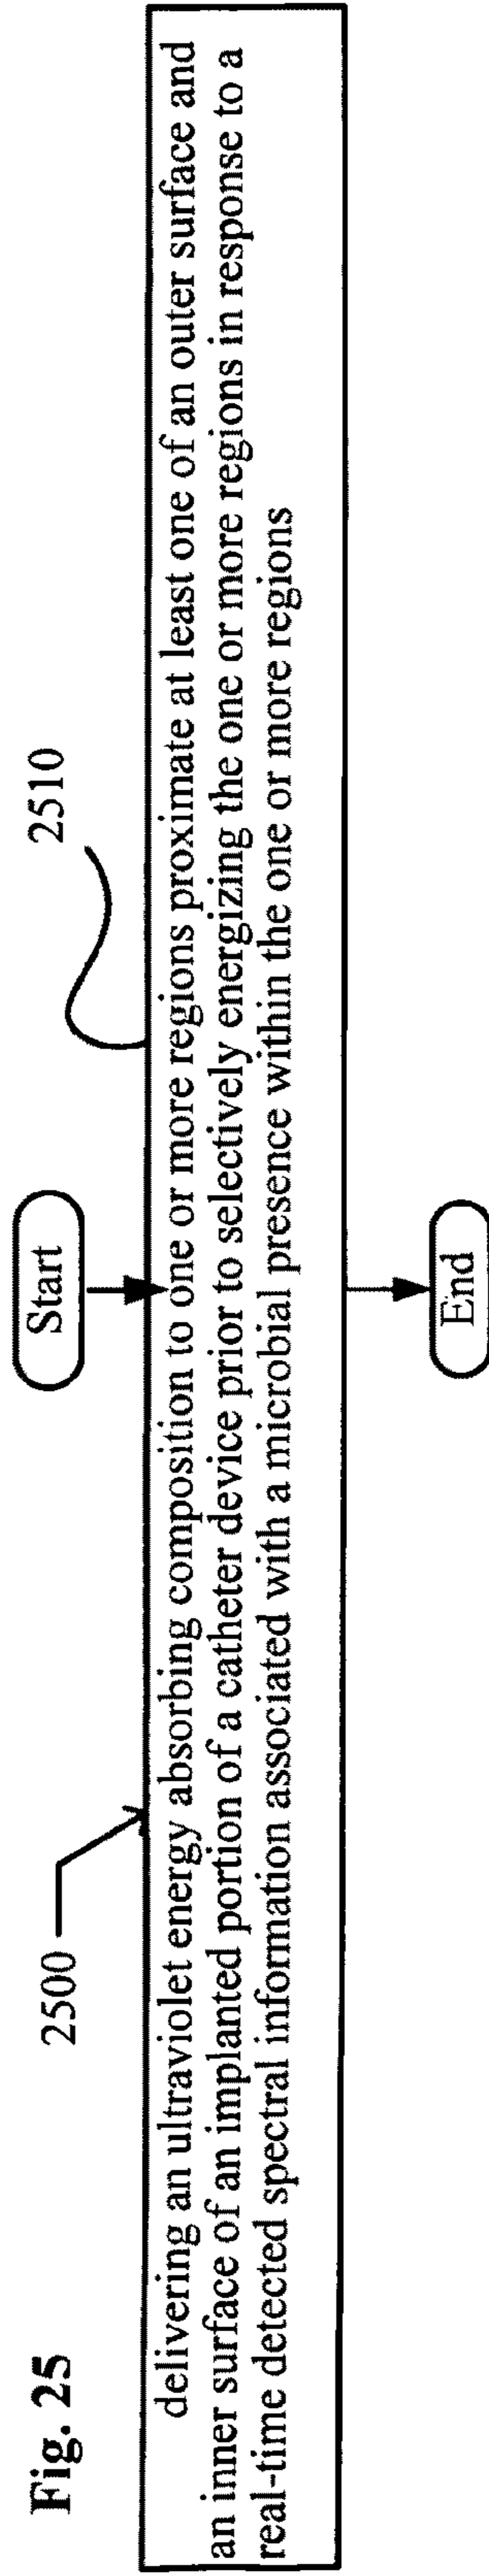 Fig. 25
Start
2500
2510
delivering an ultraviolet energy absorbing composition to one or more regions proximate at least one of an outer surface and
an inner surface of an implanted portion of a catheter device prior to selectively energizing the one or more regions in response to a
real-time detected spectral information associated with a microbial presence within the one or more regions
End